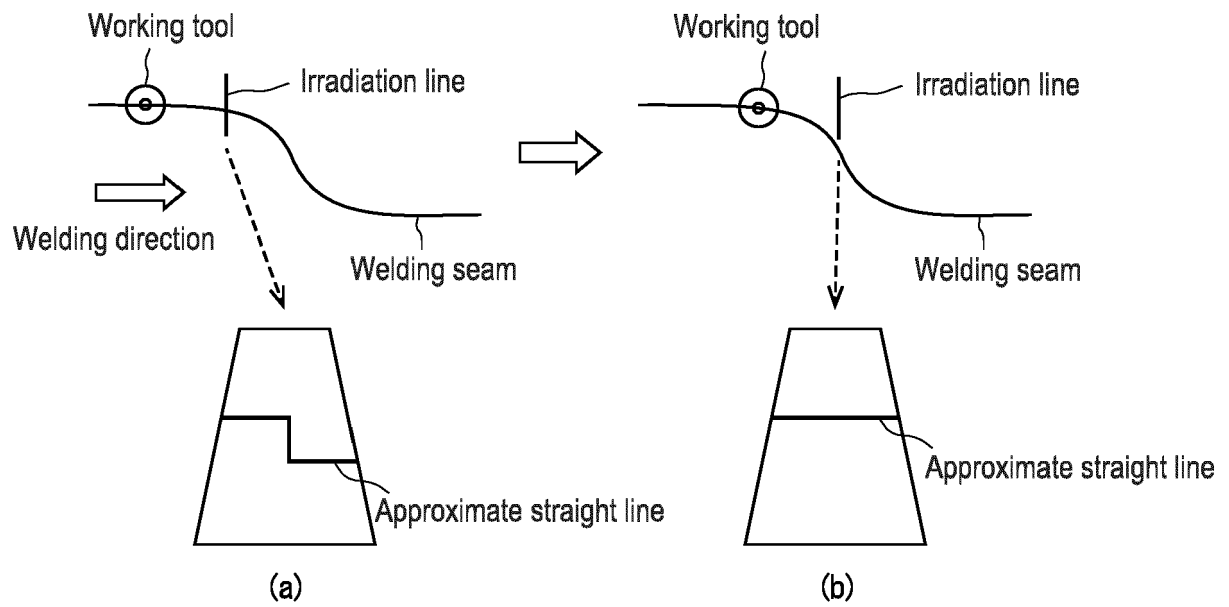 Working tool
Irradiation line
Welding direction
Welding seam
Approximate straight line
(a)
Working tool
Irradiation line
Welding seam
Approximate straight line
(b)